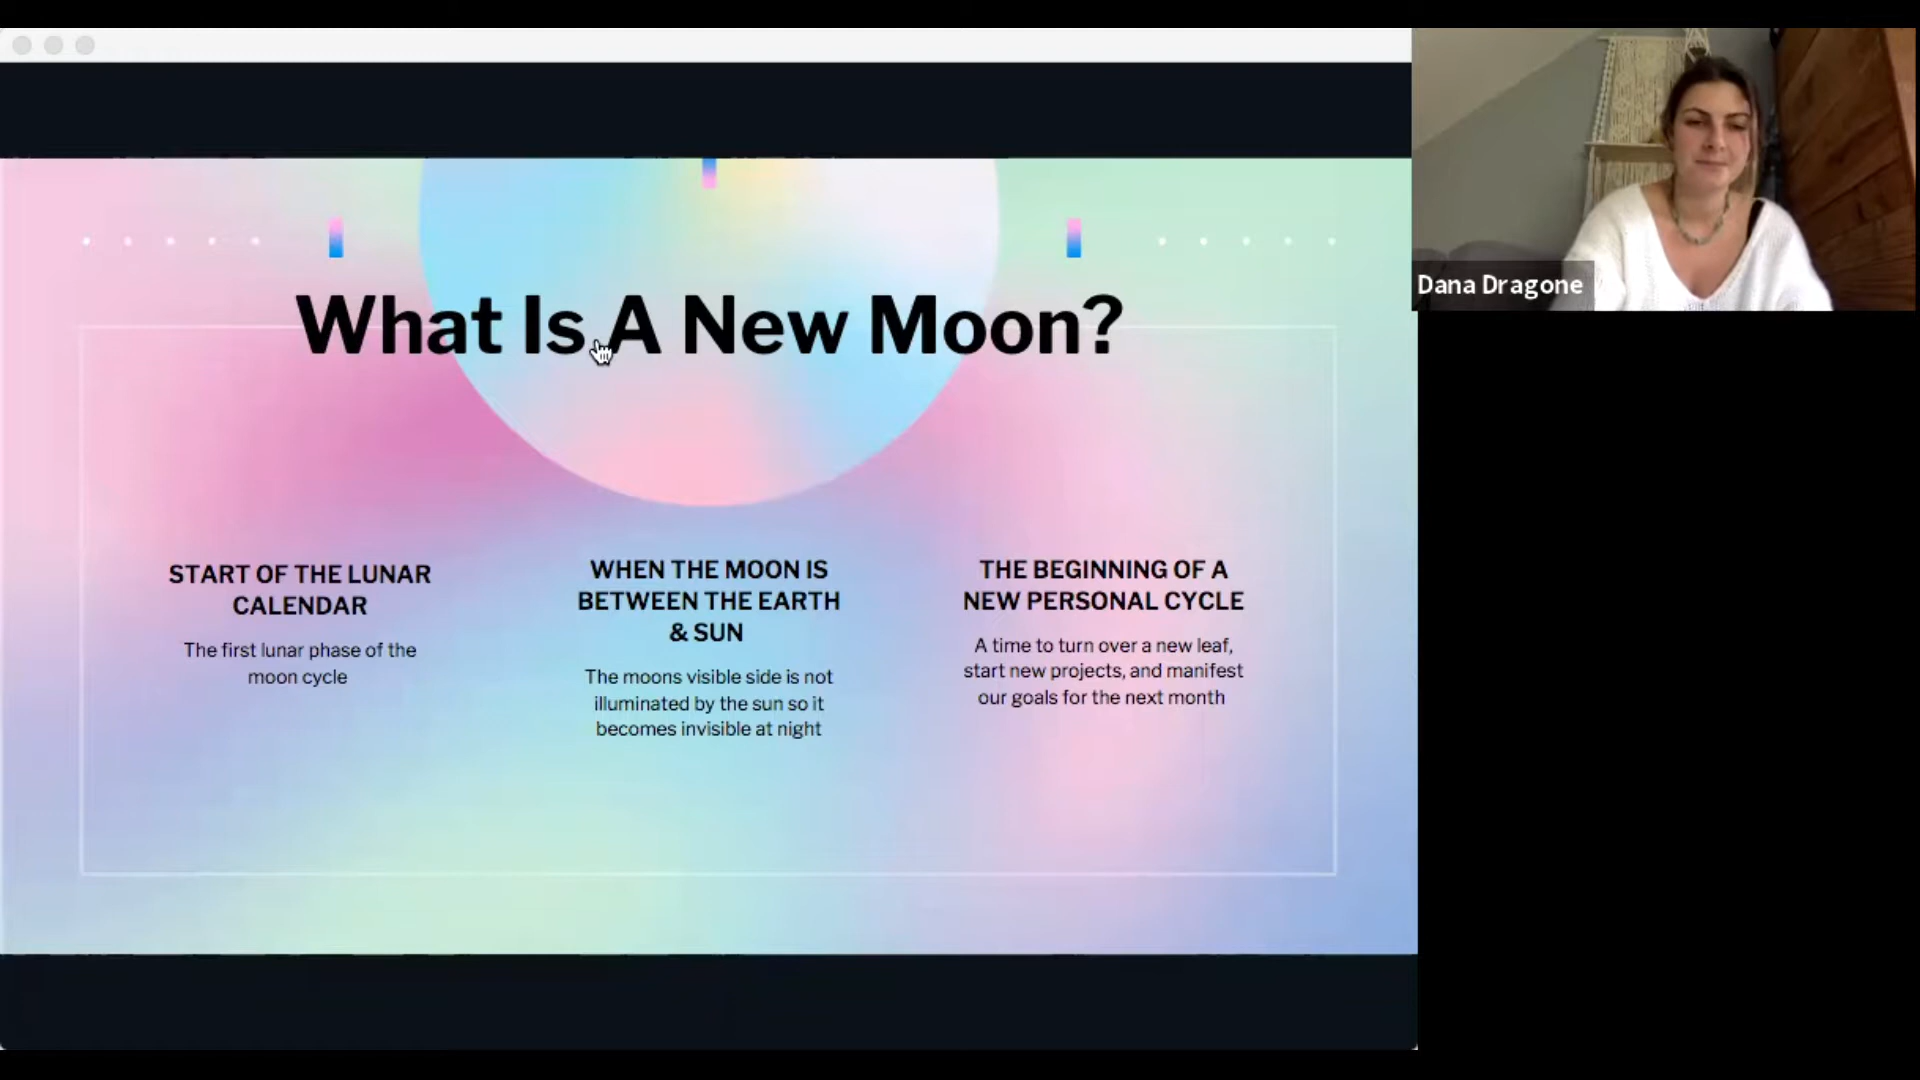 What Is A New Moon?
START OF THE LUNAR
CALENDAR
The first lunar phase of the
moon cycle
WHEN THE MOON IS
BETWEEN THE EARTH
& SUN
The moons visible side is not
illuminated by the sun so it
becomes invisible at night
THE BEGINNING OF A
NEW PERSONAL CYCLE
A time to turn over a new leaf,
start new projects, and manifest
our goals for the next month
Dana Dragone